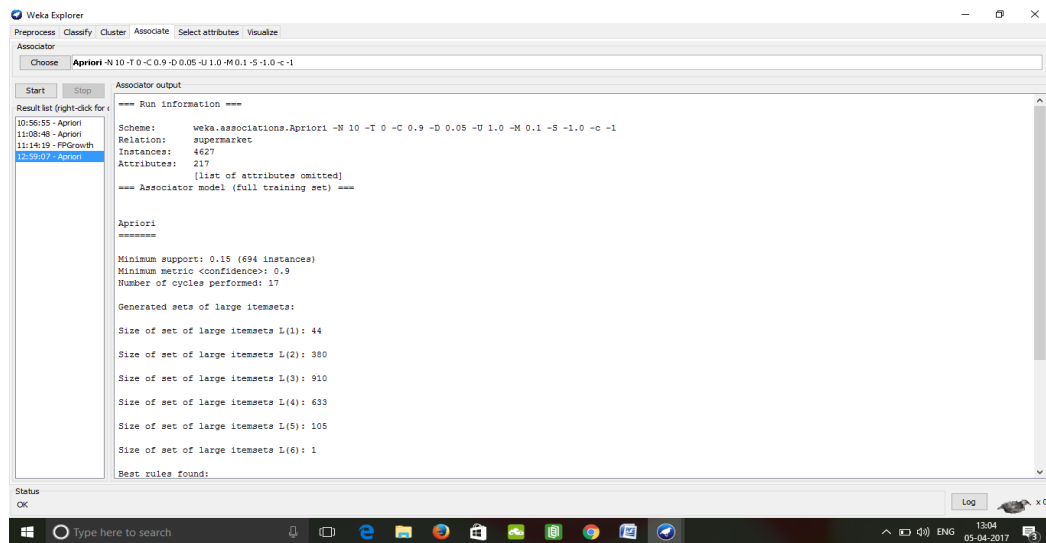 Weka Explorer
Preprocess Classify Cluster Associate Select attributes Visualize
Associator
Choose Apriori -N 10 -T 0 -C 0.9 -D 0.05 -U 1.0 -M 0.1 -S -1.0 -c -1
Start Stop
Result list (right-click for
10:56:55 - Apriori
11:08:48 - Apriori
11:14:19 - FPGrowth
12:59:07 - Apriori
Associator output
=== Run information ===
Scheme: weka.associations.Apriori -N 10 -T 0 -C 0.9 -D 0.05 -U 1.0 -M 0.1 -S -1.0 -c -1
Relation: supermarket
Instances: 4627
Attributes: 217
[list of attributes omitted]
=== Associator model (full training set) ===
Apriori
=======
Minimum support: 0.15 (694 instances)
Minimum metric <confidence>: 0.9
Number of cycles performed: 17
Generated sets of large itemsets:
Size of set of large itemsets L(1): 44
Size of set of large itemsets L(2): 380
Size of set of large itemsets L(3): 910
Size of set of large itemsets L(4): 633
Size of set of large itemsets L(5): 105
Size of set of large itemsets L(6): 1
Best rules found:
Status
OK
Log
x 0
Type here to search
ENG
13:04
05-04-2017
3